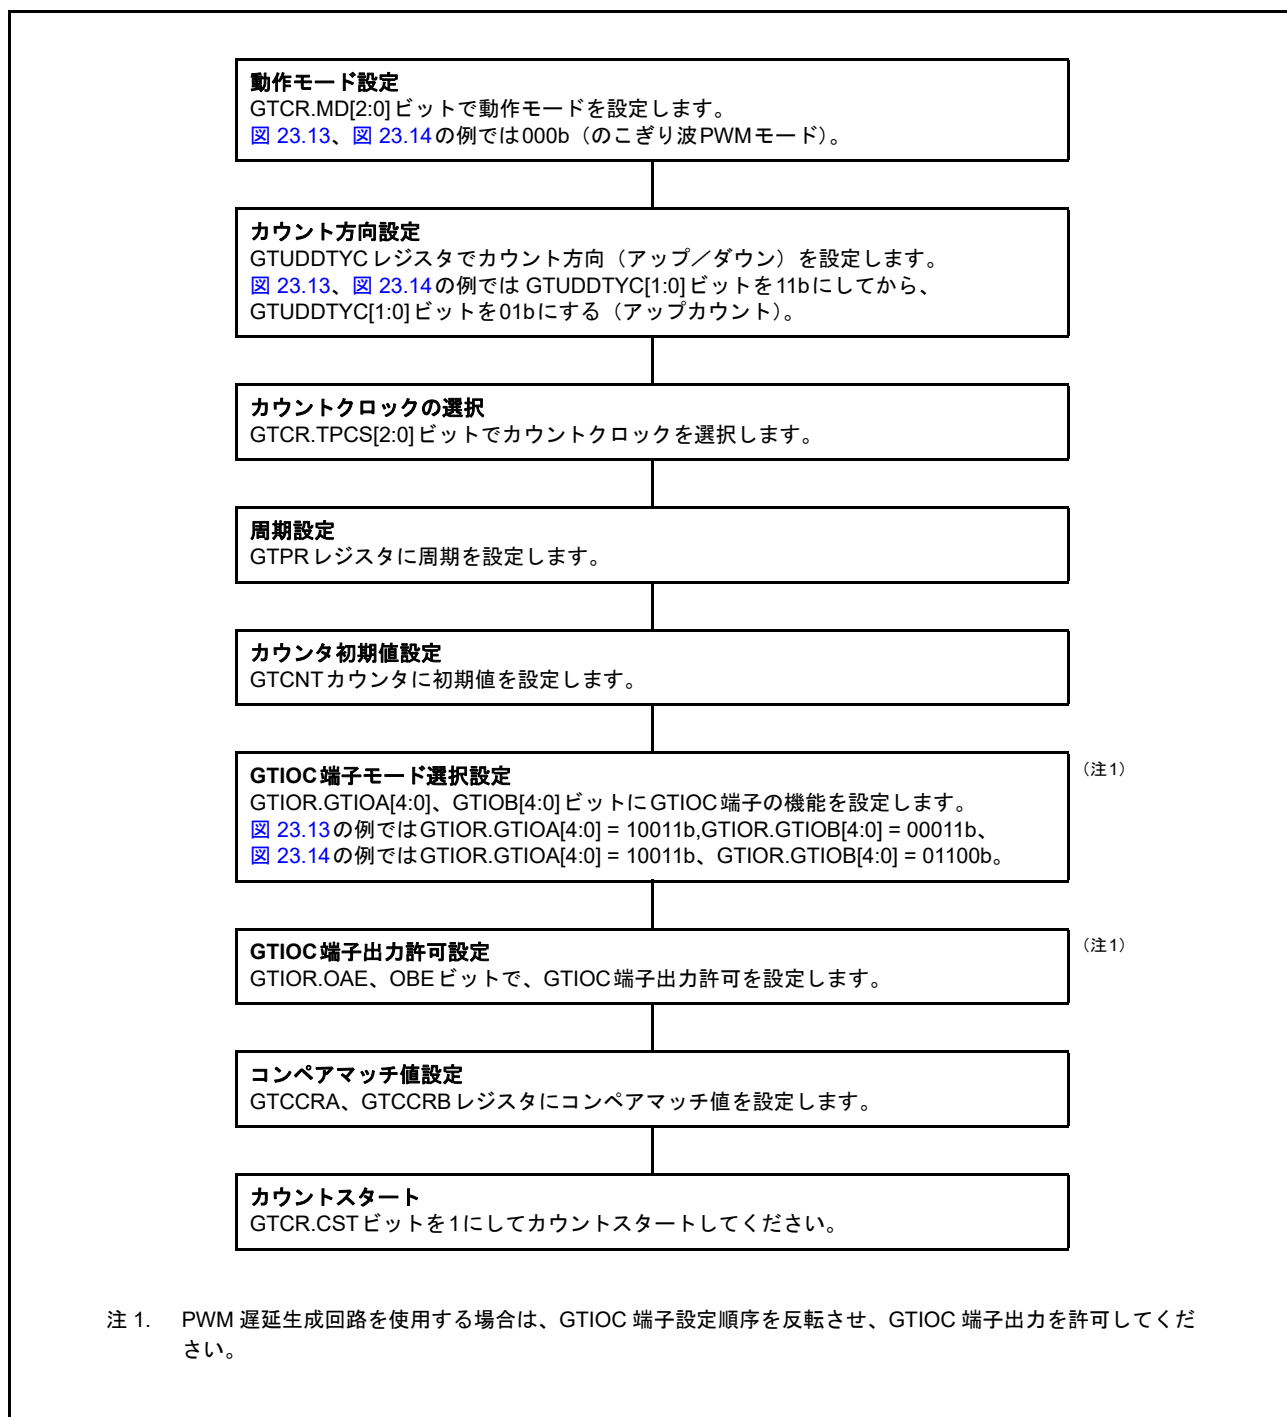 動作モード設定
GTCR.MD[2:0]ビットで動作モードを設定します。
図 23.13、図 23.14の例では000b（のこぎり波PWMモード）。
カウント方向設定
GTUDDTYCレジスタでカウント方向（アップ／ダウン）を設定します。
図 23.13、図 23.14の例では GTUDDTYC[1:0]ビットを11bにしてから、
GTUDDTYC[1:0]ビットを01bにする（アップカウント）。
カウントクロックの選択
GTCR.TPCS[2:0]ビットでカウントクロックを選択します。
周期設定
GTPRレジスタに周期を設定します。
カウンタ初期値設定
GTCNTカウンタに初期値を設定します。
GTIOC端子モード選択設定
（注1）
GTIOR.GTIOA[4:0]、GTIOB[4:0]ビットにGTIOC端子の機能を設定します。
図 23.13の例ではGTIOR.GTIOA[4:0] = 10011b,GTIOR.GTIOB[4:0] = 00011b、
図 23.14の例ではGTIOR.GTIOA[4:0] = 10011b、GTIOR.GTIOB[4:0] = 01100b。
GTIOC端子出力許可設定
（注1）
GTIOR.OAE、OBEビットで、GTIOC端子出力許可を設定します。
コンペアマッチ値設定
GTCCRA、GTCCRBレジスタにコンペアマッチ値を設定します。
カウントスタート
GTCR.CSTビットを1にしてカウントスタートしてください。
注 1. PWM 遅延生成回路を使用する場合は、GTIOC 端子設定順序を反転させ、GTIOC 端子出力を許可してくだ
さい。